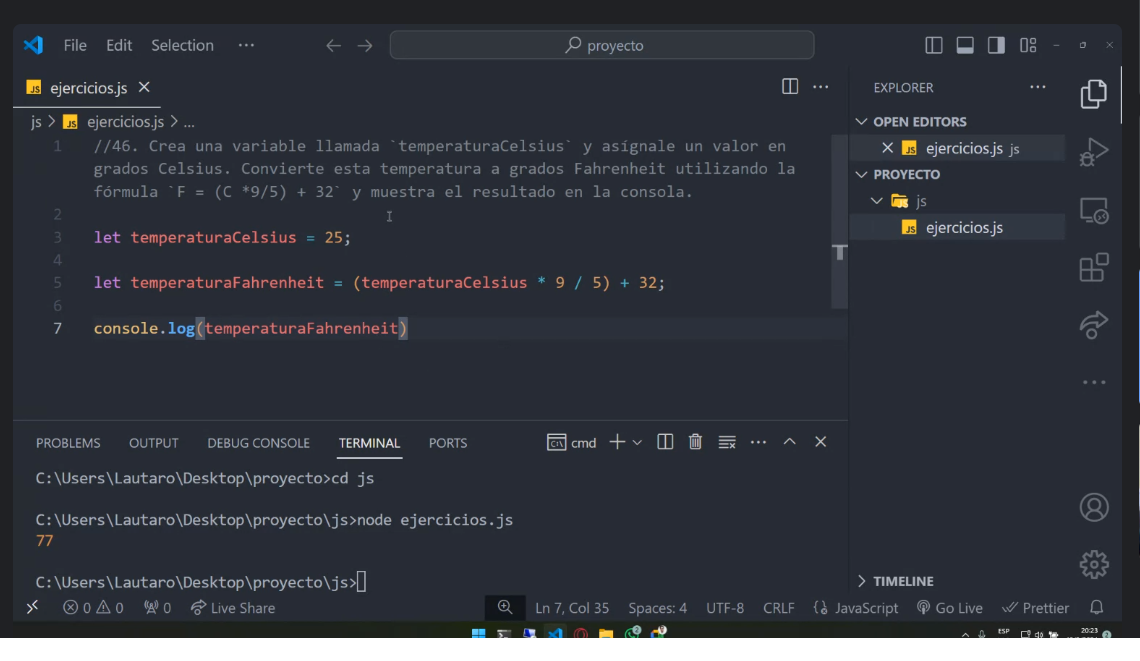 File Edit Selection ··· proyecto
JS ejercicios.js
EXPLORER
js > JS ejercicios.js > ...
OPEN EDITORS
JS ejercicios.js js
PROYECTO
js
JS ejercicios.js
1 //46. Crea una variable llamada `temperaturaCelsius` y asígnale un valor en
grados Celsius. Convierte esta temperatura a grados Fahrenheit utilizando la
fórmula `F = (C *9/5) + 32` y muestra el resultado en la consola.
2
3 let temperaturaCelsius = 25;
4
5 let temperaturaFahrenheit = (temperaturaCelsius * 9 / 5) + 32;
6
7 console.log(temperaturaFahrenheit)
PROBLEMS OUTPUT DEBUG CONSOLE TERMINAL PORTS cmd
C:\Users\Lautaro\Desktop\proyecto>cd js
C:\Users\Lautaro\Desktop\proyecto\js>node ejercicios.js
77
C:\Users\Lautaro\Desktop\proyecto\js>
TIMELINE
0 0 0 Live Share Ln 7, Col 35 Spaces: 4 UTF-8 CRLF JavaScript Go Live Prettier
ESP 20:23